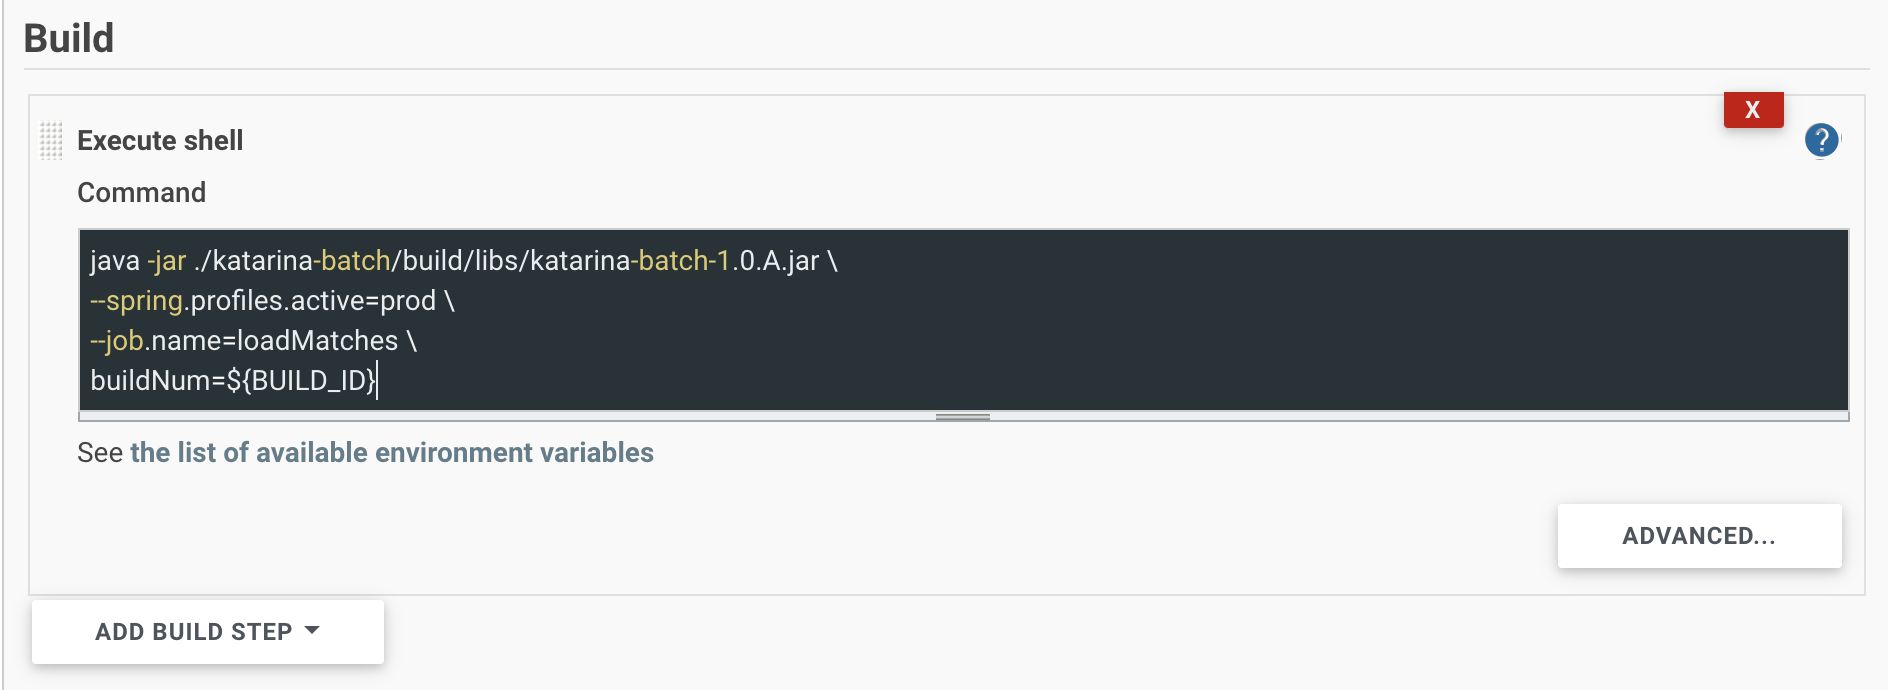 Build
X
Execute shell
?
Command
java -jar ./katarina-batch/build/libs/katarina-batch-1.0.A.jar \
--spring.profiles.active=prod \
--job.name=loadMatches \
buildNum=${BUILD_ID}
See the list of available environment variables
ADVANCED...
ADD BUILD STEP